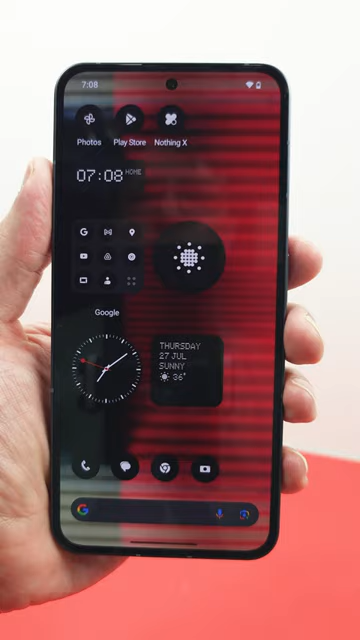 7:08
Photos Play Store Nothing X
07:08 HOME
Google
THURSDAY
27 JUL
SUNNY
36°